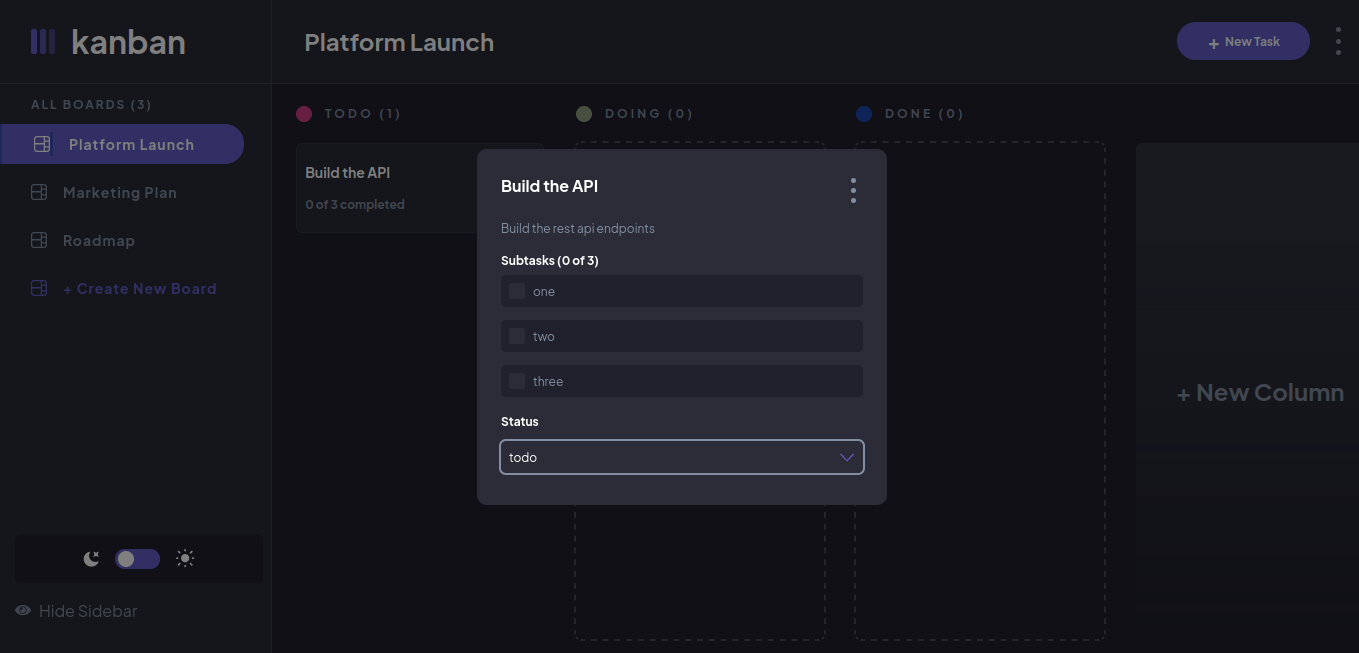 kanban
Platform Launch
+ New Task
ALL BOARDS (3)
Platform Launch
Marketing Plan
Roadmap
+ Create New Board
Hide Sidebar
TODO (1)
DOING (0)
DONE (0)
Build the API
0 of 3 completed
+ New Column
Build the API
Build the rest api endpoints
Subtasks (0 of 3)
one
two
three
Status
todo